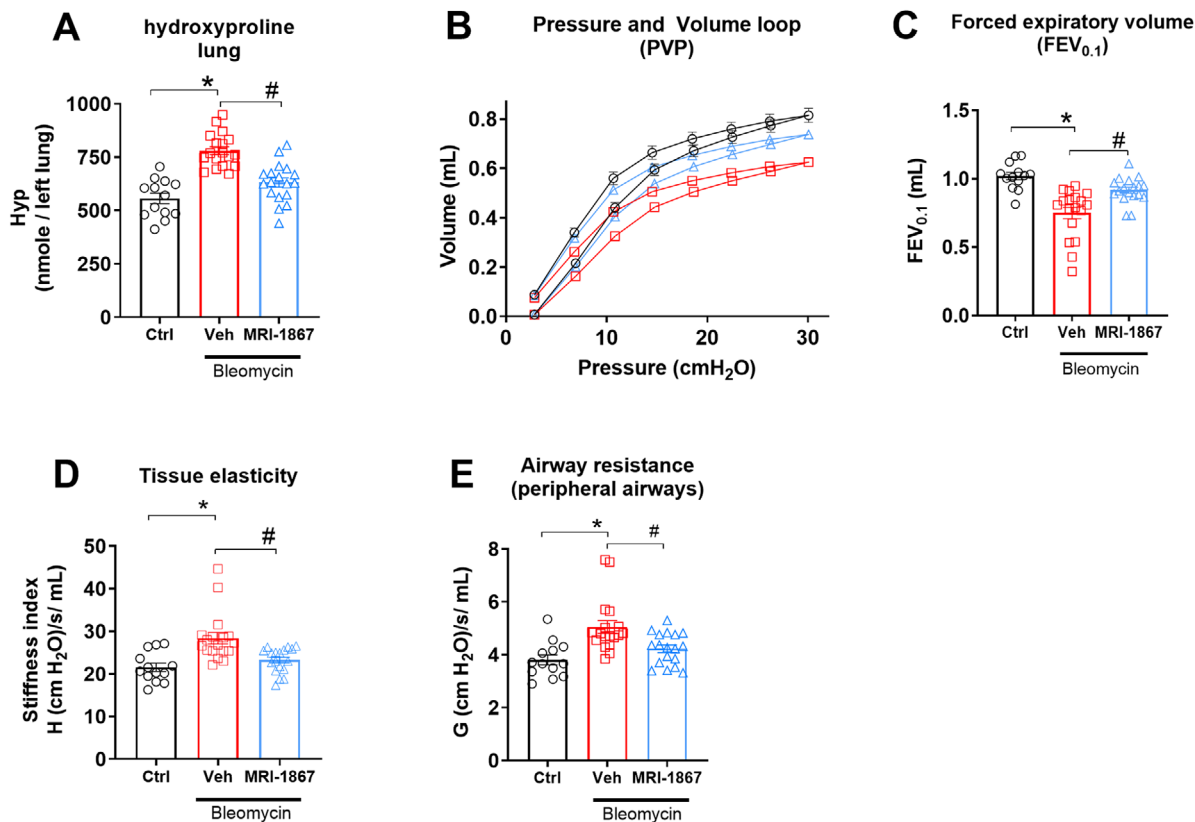 A
hydroxyproline
lung
*
#
Hyp
(nmole / left lung)
1000
750
500
250
0
Ctrl Veh MRI-1867
Bleomycin
B
Pressure and Volume loop
(PVP)
Volume (mL)
0.8
0.6
0.4
0.2
0.0
0 10 20 30
Pressure (cmH2O)
C
Forced expiratory volume
(FEV0.1)
*
#
FEV0.1 (mL)
1.5
1.0
0.5
0.0
Ctrl Veh MRI-1867
Bleomycin
D
Tissue elasticity
*
#
Stiffness index
H (cm H2O)/s/ mL)
50
40
30
20
10
0
Ctrl Veh MRI-1867
Bleomycin
E
Airway resistance
(peripheral airways)
*
#
G (cm H2O)/s/ mL)
8
6
4
2
0
Ctrl Veh MRI-1867
Bleomycin